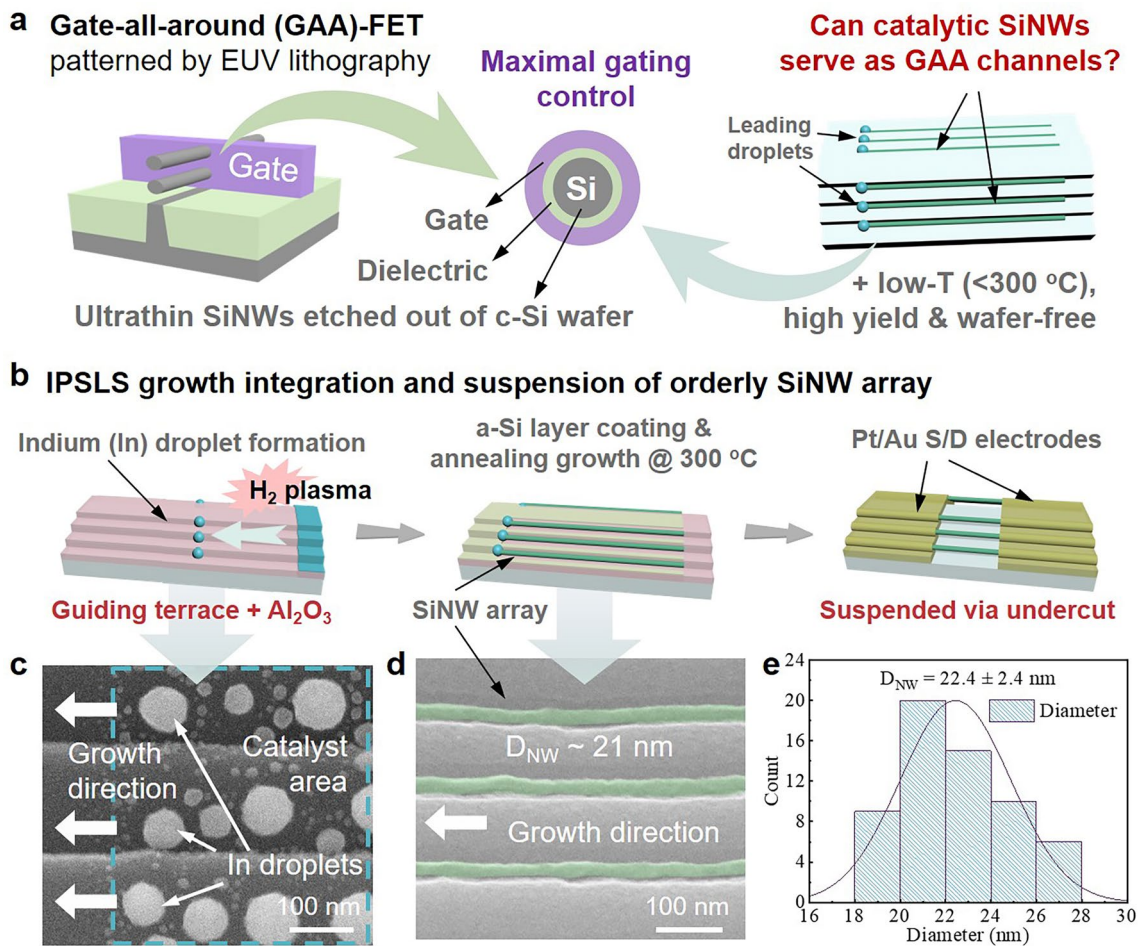 a
Gate-all-around (GAA)-FET
patterned by EUV lithography
Maximal gating
control
Can catalytic SiNWs
serve as GAA channels?
Leading
droplets
Gate
Si
Gate
Dielectric
Ultrathin SiNWs etched out of c-Si wafer
+ low-T (<300 °C),
high yield & wafer-free
b
IPSLS growth integration and suspension of orderly SiNW array
Indium (In) droplet formation
H₂ plasma
Guiding terrace + Al₂O₃
a-Si layer coating &
annealing growth @ 300 °C
SiNW array
Pt/Au S/D electrodes
Suspended via undercut
c
Growth
direction
Catalyst
area
In droplets
100 nm
d
D_NW ~ 21 nm
Growth direction
100 nm
e
D_NW = 22.4 ± 2.4 nm
Diameter
Count
24
20
16
12
8
4
0
16 18 20 22 24 26 28 30
Diameter (nm)